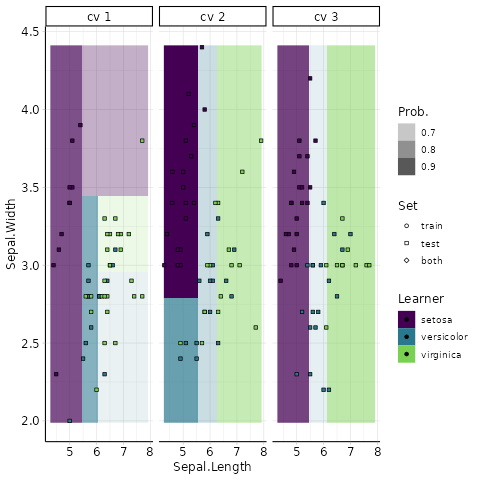 cv 1 cv 2 cv 3
4.5
4.0
3.5
3.0
2.5
2.0
Sepal.Width
5 6 7 8 5 6 7 8 5 6 7 8
Sepal.Length
Prob.
0.7
0.8
0.9
Set
train
test
both
Learner
setosa
versicolor
virginica